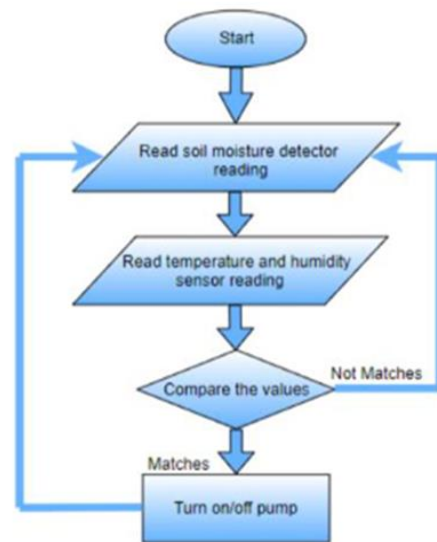 Start
Read soil moisture detector
reading
Read temperature and humidity
sensor reading
Compare the values
Not Matches
Matches
Turn on/off pump